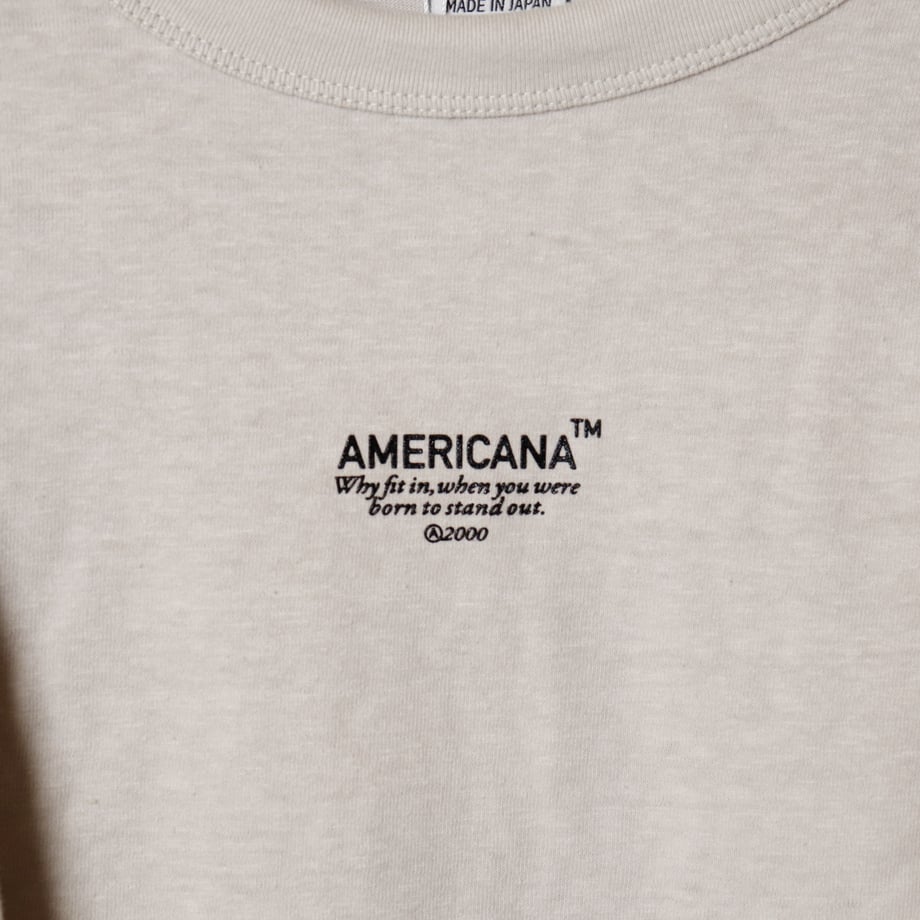 MADE IN JAPAN
AMERICANA™
Why fit in, when you were
born to stand out.
Ⓐ2000